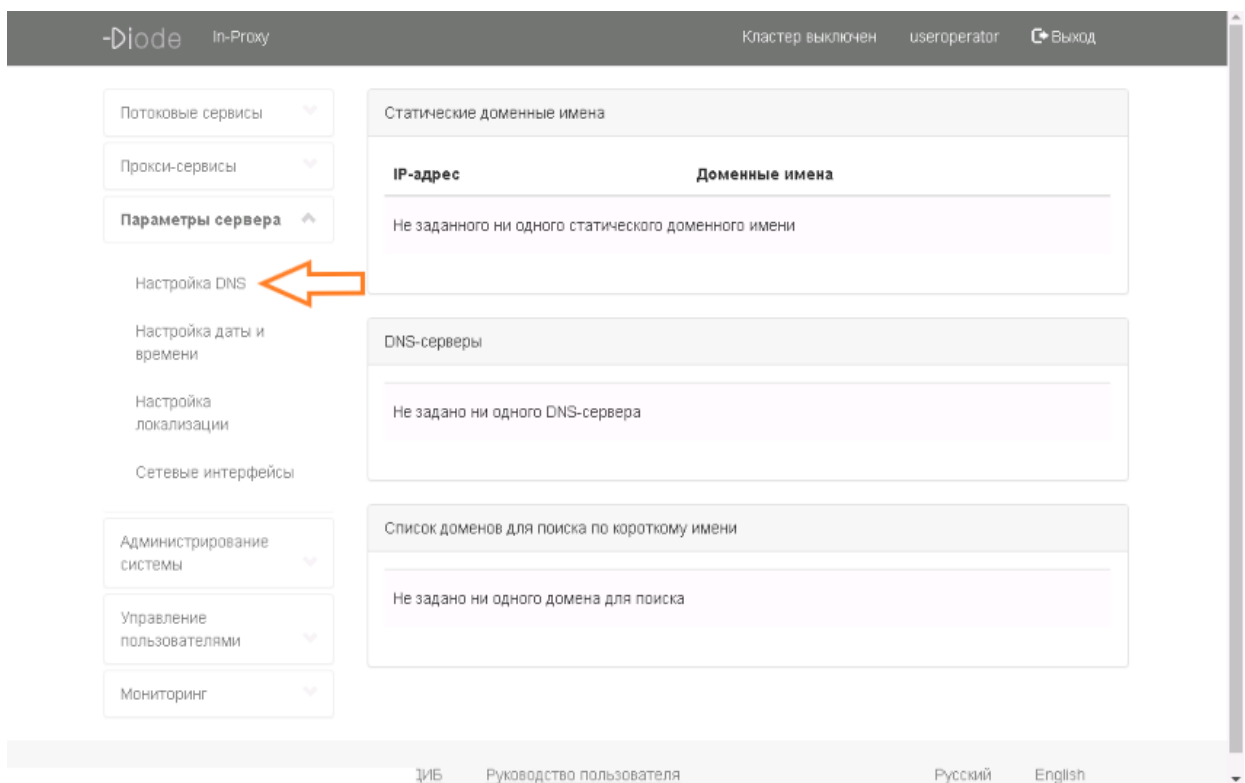 -Diode In-Proxy Кластер выключен useroperator Выход
Потоковые сервисы
Прокси-сервисы
Параметры сервера
Настройка DNS
Настройка даты и
времени
Настройка
локализации
Сетевые интерфейсы
Администрирование
системы
Управление
пользователями
Мониторинг
Статические доменные имена
IP-адрес Доменные имена
Не заданного ни одного статического доменного имени
DNS-серверы
Не задано ни одного DNS-сервера
Список доменов для поиска по короткому имени
Не задано ни одного домена для поиска
Руководство пользователя Русский English